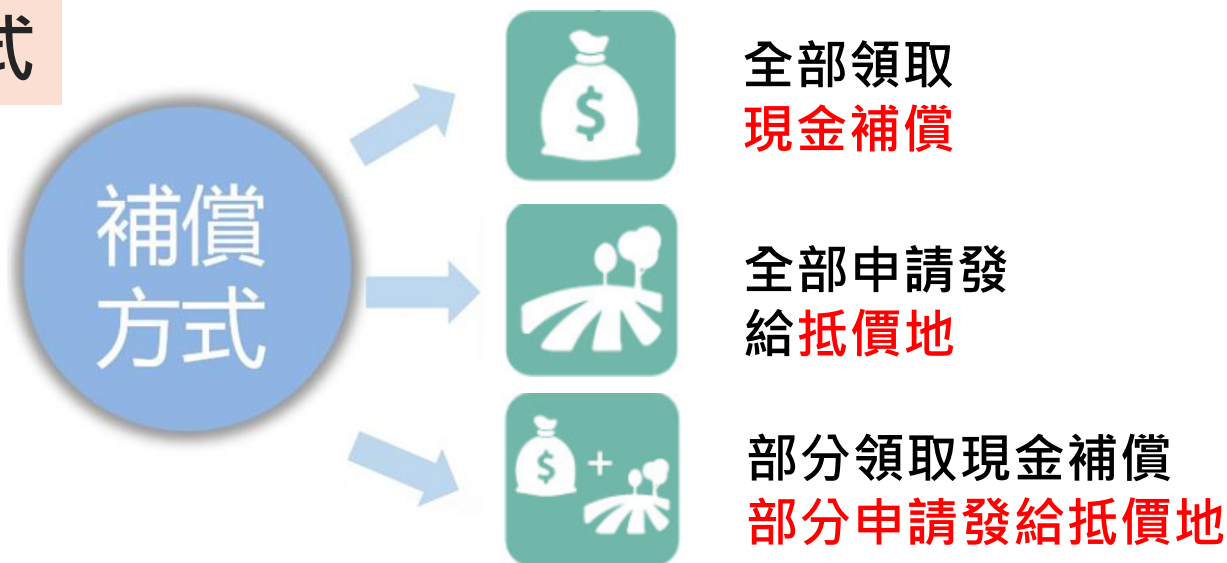 式
補償
方式
$
全部領取
現金補償
$
全部申請發
給抵價地
$ +
部分領取現金補償
部分申請發給抵價地